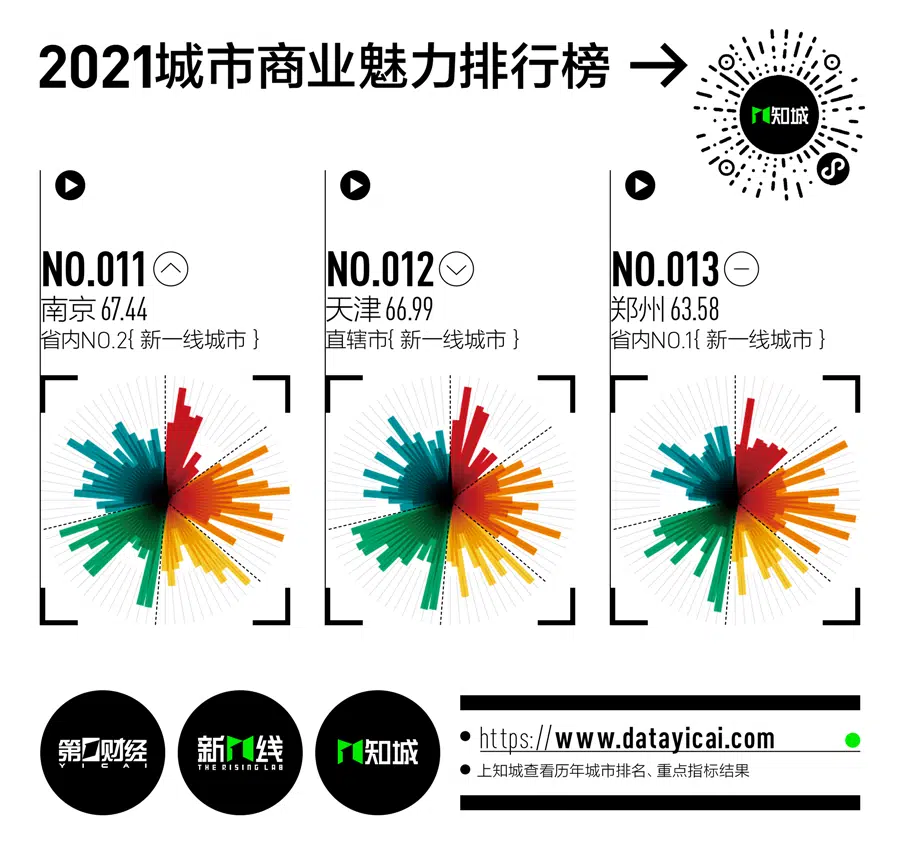 2021城市商业魅力排行榜
知城
NO.011
南京 67.44
省内NO.2{ 新一线城市 }
NO.012
天津 66.99
直辖市{ 新一线城市 }
NO.013
郑州 63.58
省内NO.1{ 新一线城市 }
第一财经
YICAI
新一线
THE RISING LAB
知城
https://www.datayicai.com
上知城查看历年城市排名、重点指标结果